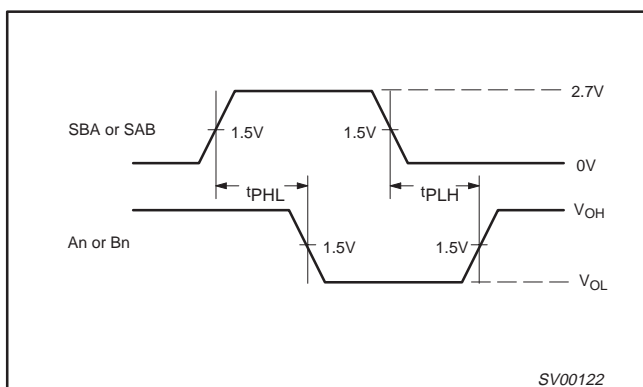 2.7V
SBA or SAB
1.5V
1.5V
0V
tPHL
tPLH
VOH
An or Bn
1.5V
1.5V
VOL
SV00122